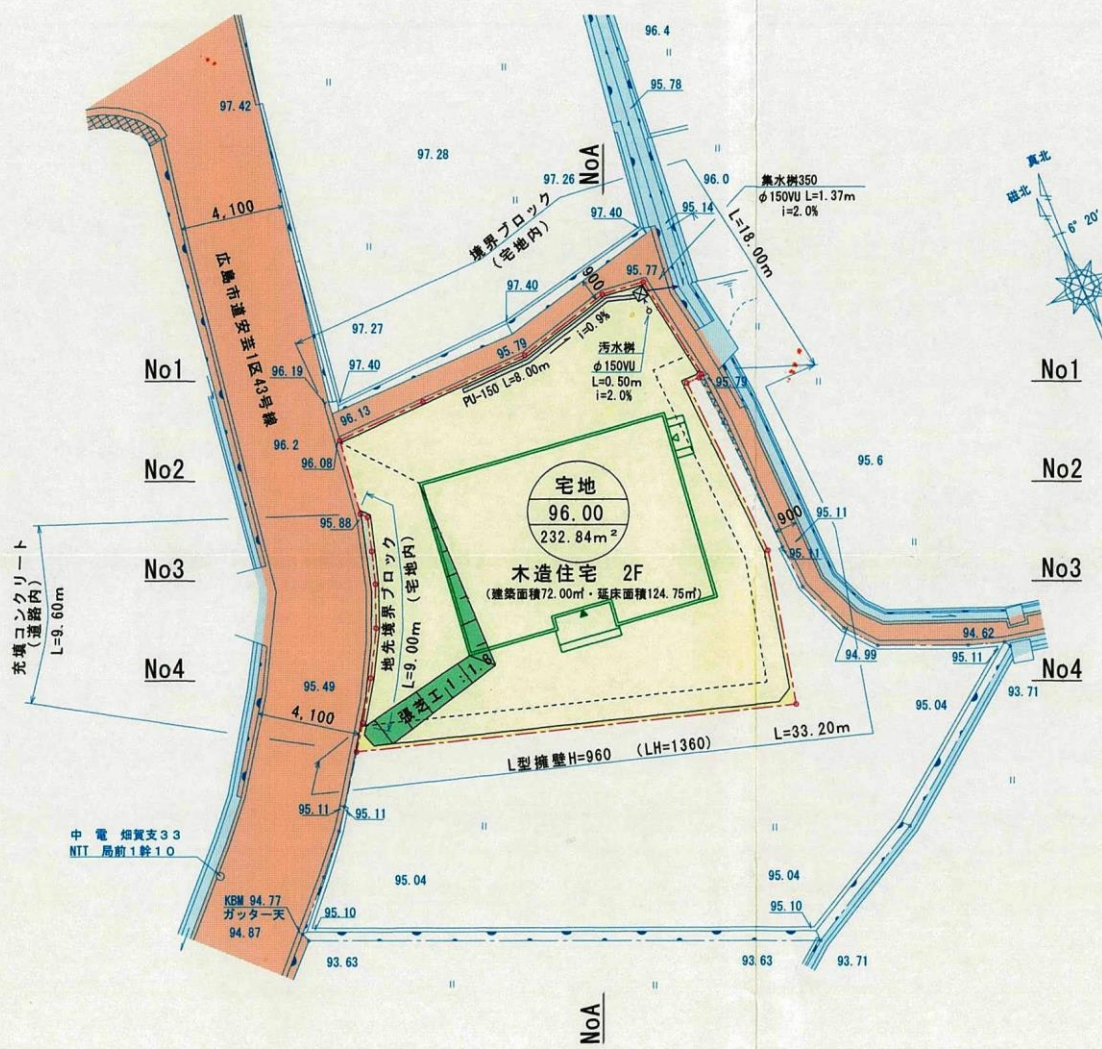 96.4
95.78
97.42
97.28
NoA
97.26
96.0
集水桝350
φ150VU L=1.37m
i=2.0%
真北
磁北
6° 20'
4,100
97.40
95.14
L=18.00m
境界ブロック
(宅地内)
広島市道安芸1区43号線
900
95.77
97.40
97.27
i=0.9%
95.79
汚水桝
φ150VU
L=0.50m
i=2.0%
No1
96.19
97.40
PU-150 L=8.00m
95.79
No1
96.13
96.2
96.08
95.6
No2
No2
宅地
96.00
232.84m²
95.88
900
95.11
95.11
充填コンクリート
(道路内)
L=9.60m
No3
地先境界ブロック
(宅地内)
L=9.00m
木造住宅 2F
(建築面積72.00㎡・延床面積124.75㎡)
No3
94.62
94.99
95.11
No4
No4
95.49
93.71
張芝工1:1.8
95.04
4,100
L=33.20m
L型擁壁H=960 (LH=1360)
95.11
95.11
中電 畑賀支33
NTT 局前1幹10
95.04
95.04
KBM 94.77
ガッター天
94.87
95.10
95.10
93.63
93.63
93.71
NoA